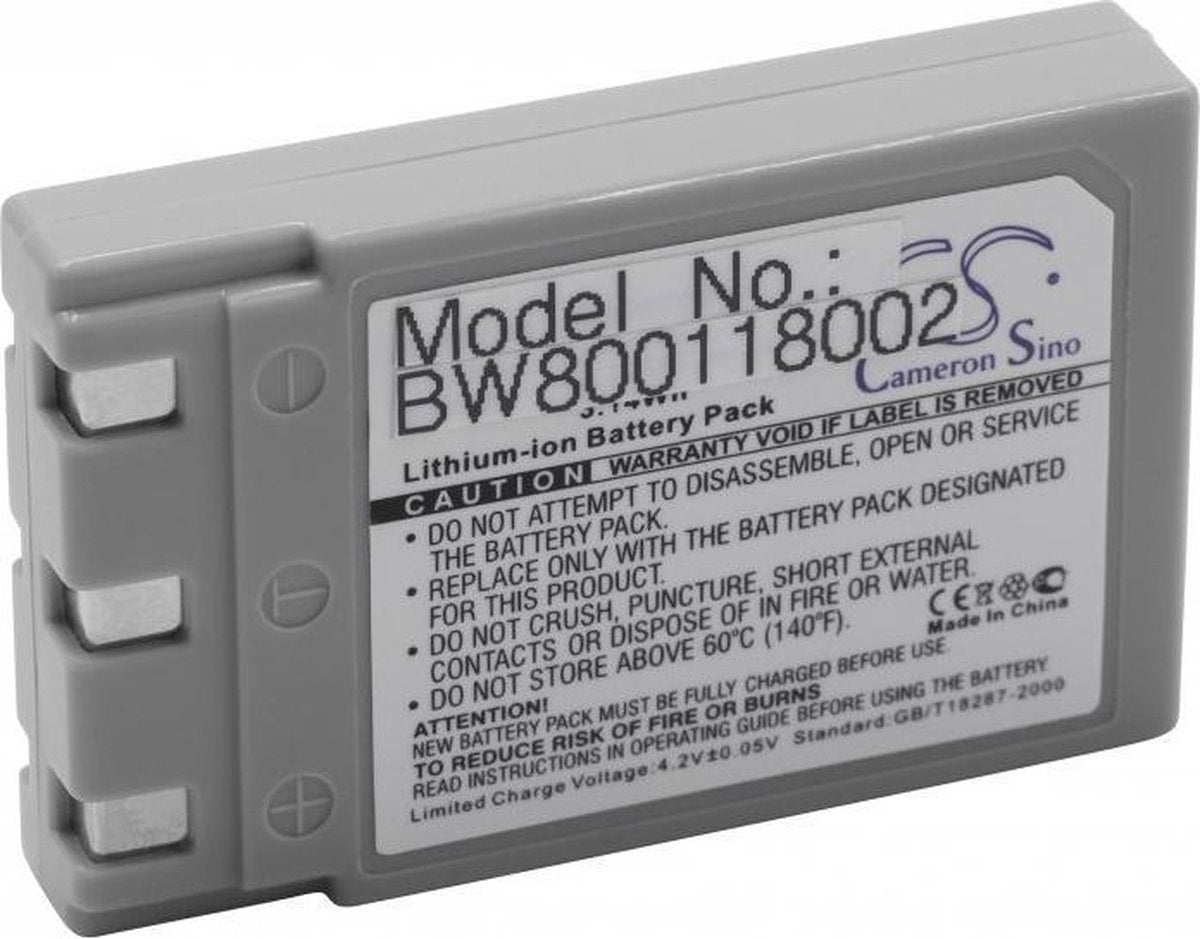 Model No.:
BW800118002
CS
Cameron Sino
Lithium-ion Battery Pack
CAUTION WARRANTY VOID IF LABEL IS REMOVED
• DO NOT ATTEMPT TO DISASSEMBLE, OPEN OR SERVICE
THE BATTERY PACK.
• REPLACE ONLY WITH THE BATTERY PACK DESIGNATED
FOR THIS PRODUCT.
• DO NOT CRUSH, PUNCTURE, SHORT EXTERNAL
CONTACTS OR DISPOSE OF IN FIRE OR WATER.
• DO NOT STORE ABOVE 60°C (140°F).
CE
Made In China
ATTENTION!
NEW BATTERY PACK MUST BE FULLY CHARGED BEFORE USE.
TO REDUCE RISK OF FIRE OR BURNS
READ INSTRUCTIONS IN OPERATING GUIDE BEFORE USING THE BATTERY
Limited Charge Voltage:4.2V±0.05V Standard:GB/T18287-2000
− T +